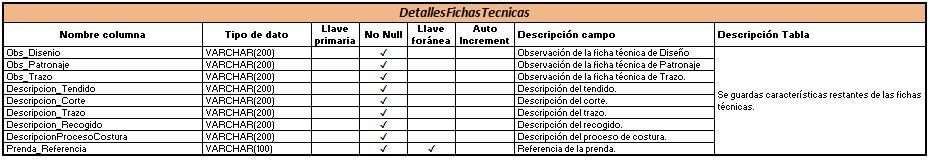 DetallesFichasTecnicas
Nombre columna Tipo de dato Llave primaria No Null Llave foránea Auto Increment Descripción campo Descripción Tabla
Obs_Disenio VARCHAR(200) ✓ Observación de la ficha técnica de Diseño
Obs_Patronaje VARCHAR(200) ✓ Observación de la ficha técnica de Patronaje
Obs_Trazo VARCHAR(200) ✓ Observación de la ficha técnica de Trazo.
Descripcion_Tendido VARCHAR(200) ✓ Descripción del tendido.
Descripcion_Corte VARCHAR(200) ✓ Descripción del corte.
Descripcion_Trazo VARCHAR(200) ✓ Descripción del trazo.
Descripcion_Recogido VARCHAR(200) ✓ Descripción del recogido.
DescripcionProcesoCostura VARCHAR(200) ✓ Descripción del proceso de costura.
Prenda_Referencia VARCHAR(100) ✓ ✓ Referencia de la prenda.
Se guardas características restantes de las fichas
técnicas.